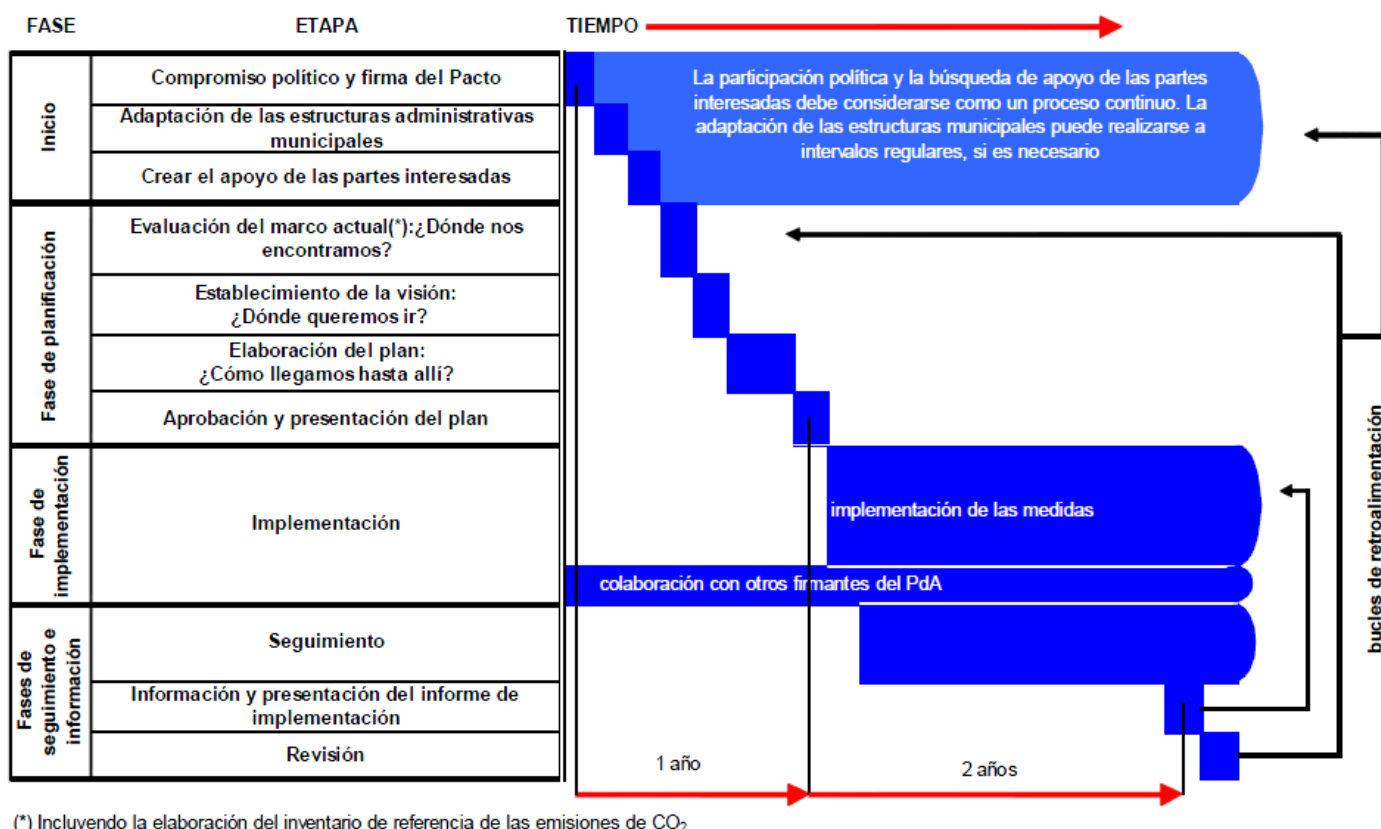 FASE ETAPA TIEMPO
Inicio
Compromiso político y firma del Pacto
Adaptación de las estructuras administrativas
municipales
Crear el apoyo de las partes interesadas
La participación política y la búsqueda de apoyo de las partes
interesadas debe considerarse como un proceso continuo. La
adaptación de las estructuras municipales puede realizarse a
intervalos regulares, si es necesario
Fase de planificación
Evaluación del marco actual(*):¿Dónde nos
encontramos?
Establecimiento de la visión:
¿Dónde queremos ir?
Elaboración del plan:
¿Cómo llegamos hasta allí?
Aprobación y presentación del plan
Fase de
implementación
Implementación
implementación de las medidas
colaboración con otros firmantes del PdA
Fases de
seguimiento e
información
Seguimiento
Información y presentación del informe de
implementación
Revisión
1 año
2 años
bucles de retroalimentación
(*) Incluyendo la elaboración del inventario de referencia de las emisiones de CO₂